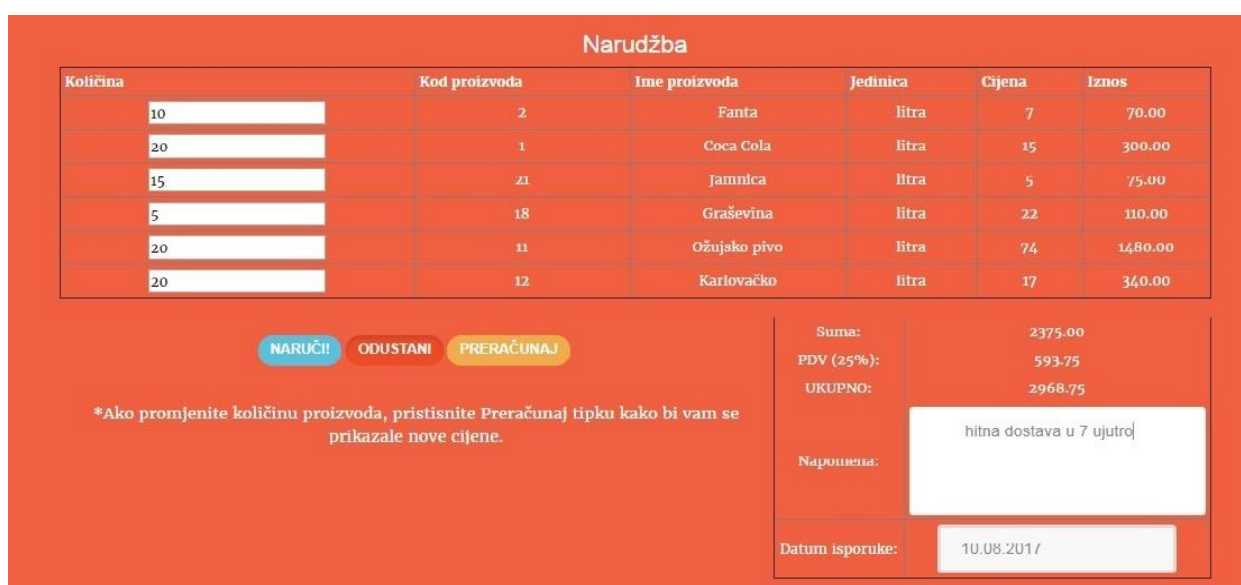 Narudžba
Količina Kod proizvoda Ime proizvoda Jedinica Cijena Iznos
10 2 Fanta litra 7 70.00
20 1 Coca Cola litra 15 300.00
15 21 Jamnica litra 5 75.00
5 18 Graševina litra 22 110.00
20 11 Ožujsko pivo litra 74 1480.00
20 12 Karlovačko litra 17 340.00
NARUČI! ODUSTANI PRERAČUNAJ
*Ako promjenite količinu proizvoda, pristisnite Preračunaj tipku kako bi vam se
prikazale nove cijene.
Suma: 2375.00
PDV (25%): 593.75
UKUPNO: 2968.75
Napomena: hitna dostava u 7 ujutro
Datum isporuke: 10.08.2017